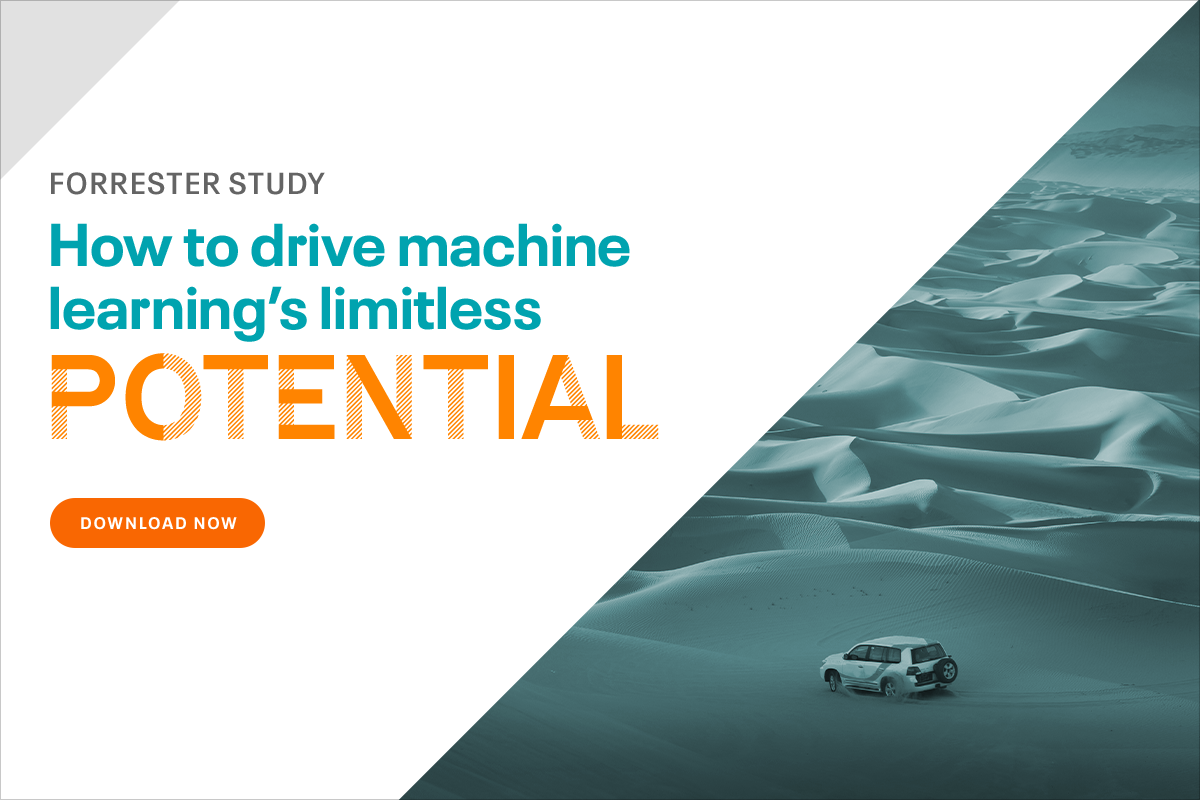 FORRESTER STUDY
How to drive machine
learning’s limitless
POTENTIAL
DOWNLOAD NOW